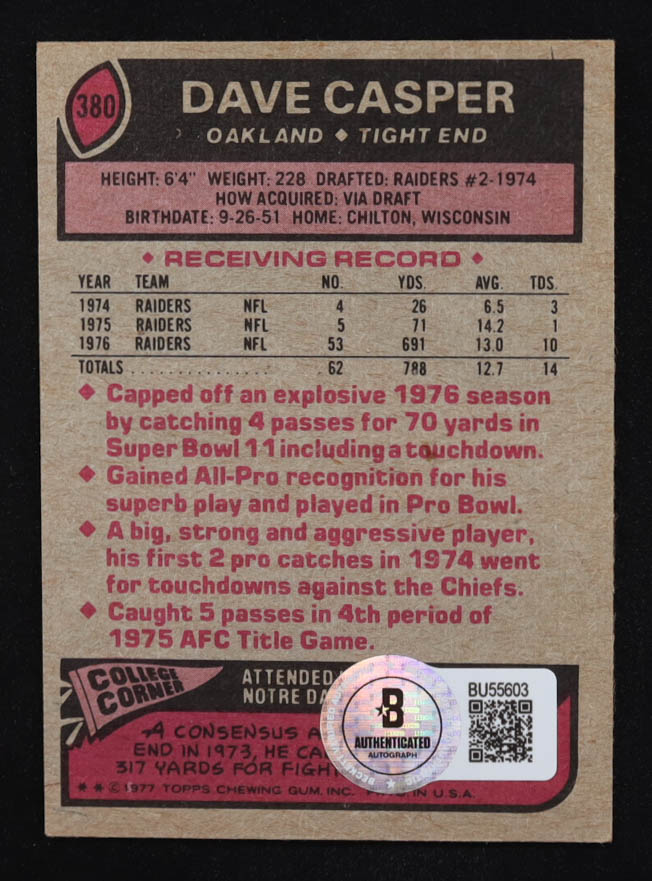 380
DAVE CASPER
OAKLAND ◆ TIGHT END
HEIGHT: 6'4" WEIGHT: 228 DRAFTED: RAIDERS #2-1974
HOW ACQUIRED: VIA DRAFT
BIRTHDATE: 9-26-51 HOME: CHILTON, WISCONSIN
◆ RECEIVING RECORD ◆
YEAR TEAM NO. YDS. AVG. TDS.
1974 RAIDERS NFL 4 26 6.5 3
1975 RAIDERS NFL 5 71 14.2 1
1976 RAIDERS NFL 53 691 13.0 10
TOTALS . . . . . . . . . . . . . . 62 788 12.7 14
◆ Capped off an explosive 1976 season
by catching 4 passes for 70 yards in
Super Bowl 11 including a touchdown.
◆ Gained All-Pro recognition for his
superb play and played in Pro Bowl.
◆ A big, strong and aggressive player,
his first 2 pro catches in 1974 went
for touchdowns against the Chiefs.
◆ Caught 5 passes in 4th period of
1975 AFC Title Game.
COLLEGE
CORNER
ATTENDED
NOTRE DA
A CONSENSUS A
END IN 1973, HE CA
317 YARDS FOR FIGHT
** © 1977 TOPPS CHEWING GUM, INC. IN U.S.A.
B
AUTHENTICATED
AUTOGRAPH
BU55603